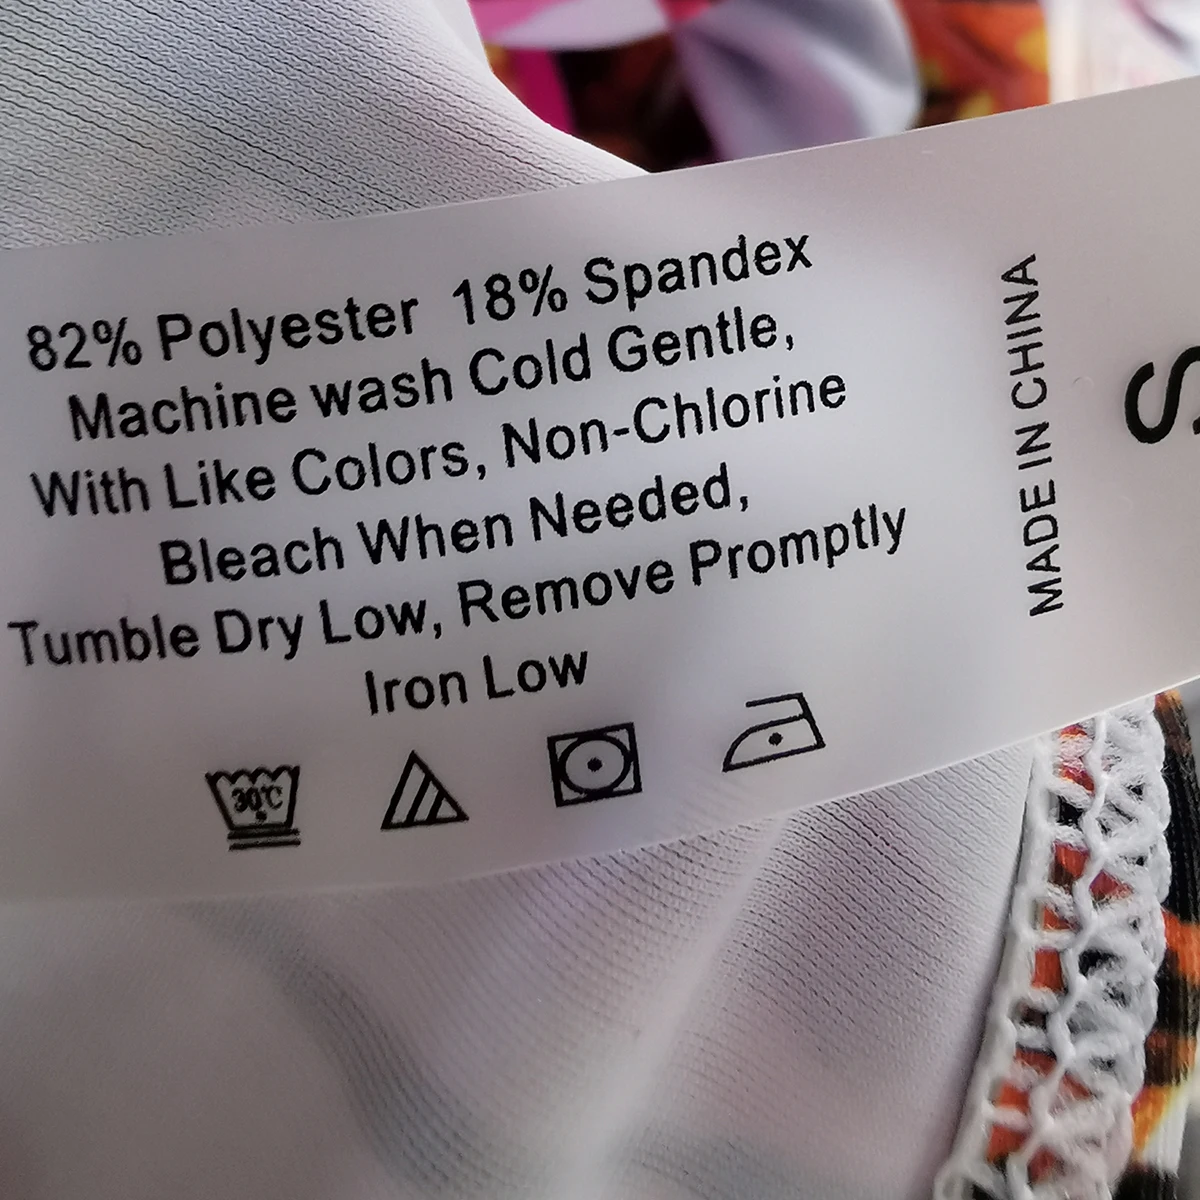 82% Polyester 18% Spandex
Machine wash Cold Gentle,
With Like Colors, Non-Chlorine
Bleach When Needed,
Tumble Dry Low, Remove Promptly
Iron Low
30°C
MADE IN CHINA
S